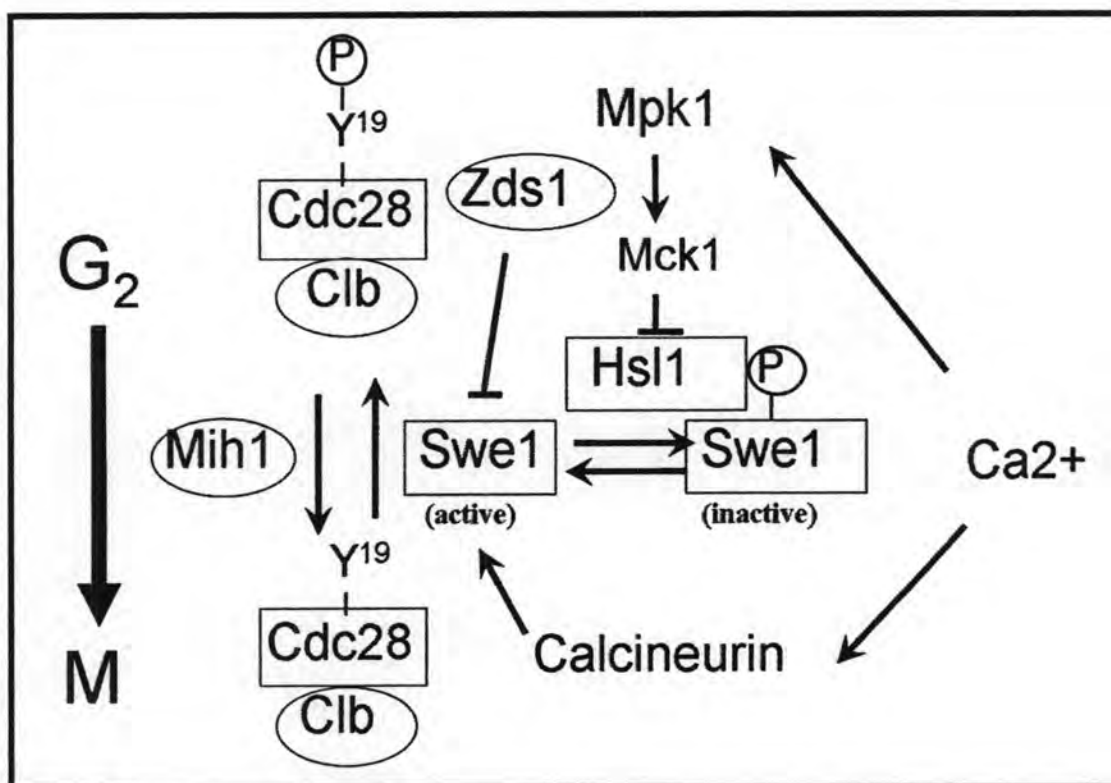 P
Y19
Cdc28
Clb
Zds1
Mpk1
Mck1
Hsl1
P
G2
M
Mih1
Swe1
(active)
Swe1
(inactive)
Ca2+
Y19
Cdc28
Clb
Calcineurin